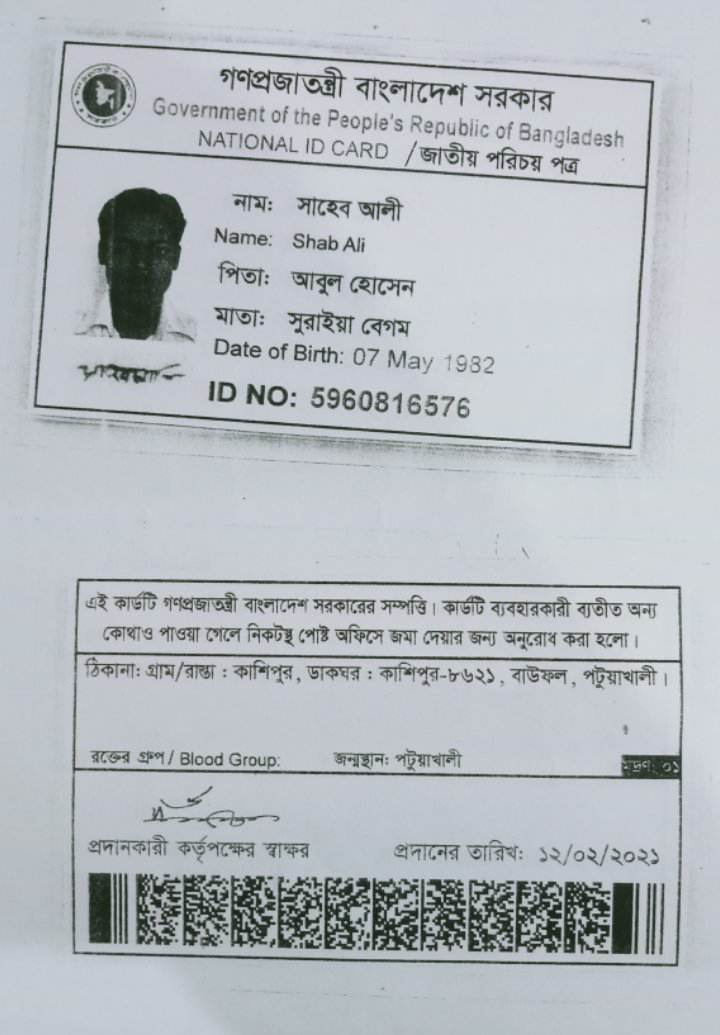 গণপ্রজাতন্ত্রী বাংলাদেশ সরকার
Government of the People's Republic of Bangladesh
NATIONAL ID CARD / জাতীয় পরিচয় পত্র
নাম: সাহেব আলী
Name: Shab Ali
পিতা: আবুল হোসেন
মাতা: সুরাইয়া বেগম
Date of Birth: 07 May 1982
ID NO: 5960816576
এই কার্ডটি গণপ্রজাতন্ত্রী বাংলাদেশ সরকারের সম্পত্তি। কার্ডটি ব্যবহারকারী ব্যতীত অন্য
কোথাও পাওয়া গেলে নিকটস্থ পোষ্ট অফিসে জমা দেয়ার জন্য অনুরোধ করা হলো।
ঠিকানা: গ্রাম/রাস্তা : কাশিপুর, ডাকঘর : কাশিপুর-৮৬২১, বাউফল, পটুয়াখালী।
রক্তের গ্রুপ / Blood Group: জন্মস্থান: পটুয়াখালী
মুদ্রণ: ০১
প্রদানকারী কর্তৃপক্ষের স্বাক্ষর প্রদানের তারিখ: ১২/০২/২০২১